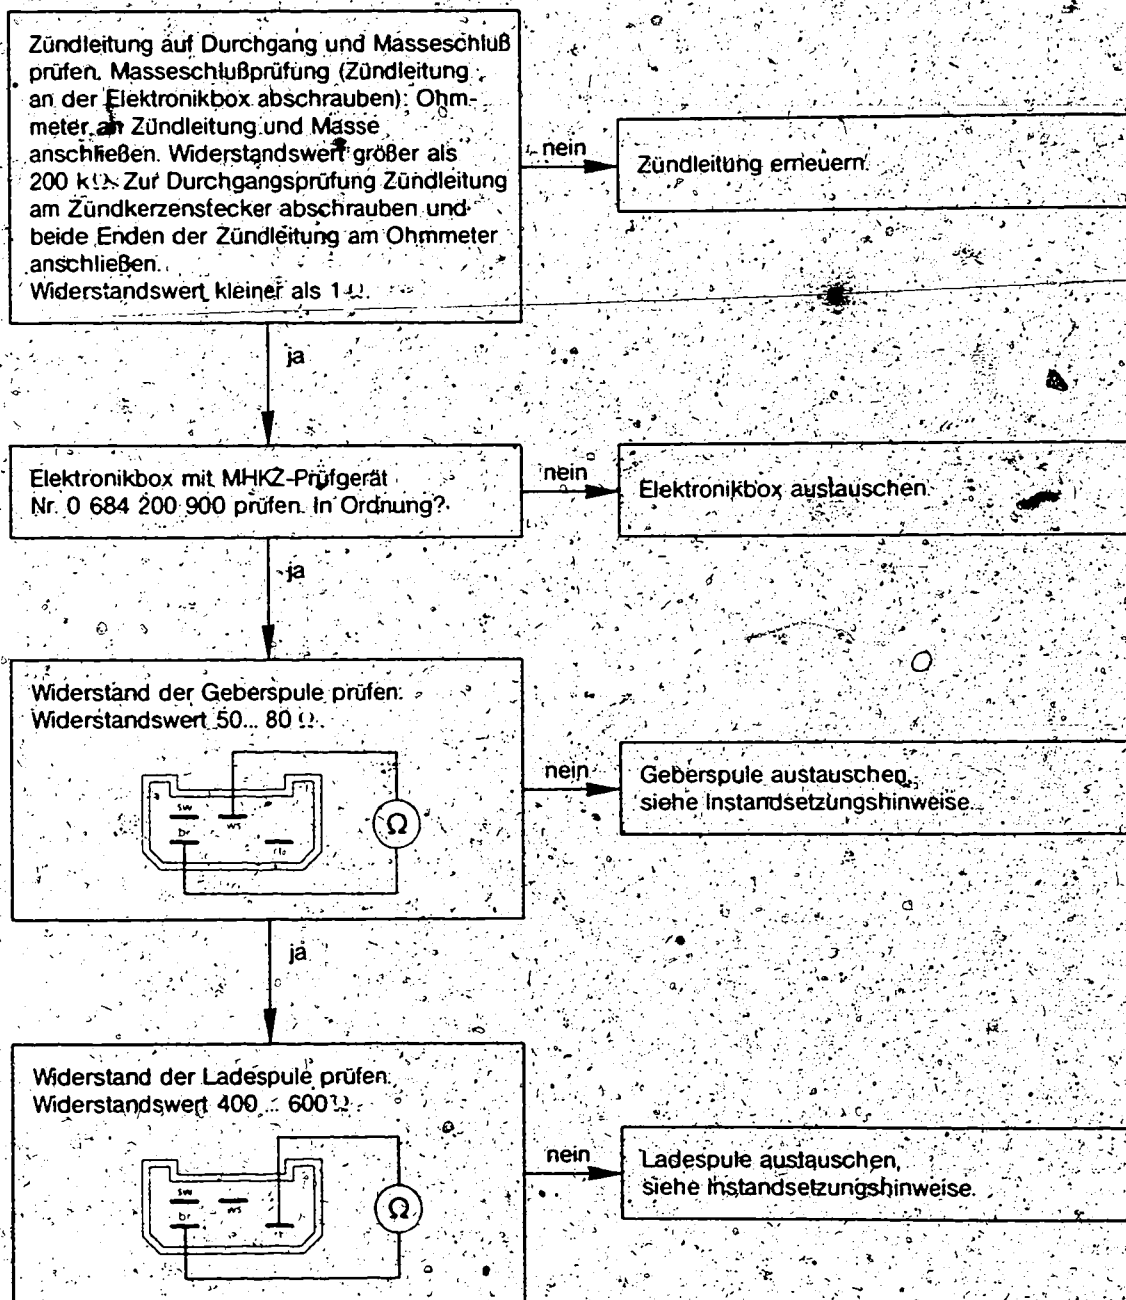 Zündleitung auf Durchgang und Masseschluß
prüfen. Masseschlußprüfung (Zündleitung
an der Elektronikbox abschrauben): Ohm-
meter an Zündleitung und Masse
anschließen. Widerstandswert größer als
200 kΩ. Zur Durchgangsprüfung Zündleitung
am Zündkerzenstecker abschrauben und
beide Enden der Zündleitung am Ohmmeter
anschließen.
Widerstandswert kleiner als 1 Ω.
nein
Zündleitung erneuern.
ja
Elektronikbox mit MHKZ-Prüfgerät
Nr. 0 684 200 900 prüfen. In Ordnung?
nein
Elektronikbox austauschen.
ja
Widerstand der Geberspule prüfen.
Widerstandswert 50... 80 Ω.
sw
br
ws
Ω
nein
Geberspule austauschen,
siehe Instandsetzungshinweise.
ja
Widerstand der Ladespule prüfen.
Widerstandswert 400 ... 600 Ω.
sw
br
ws
rt
Ω
nein
Ladespule austauschen,
siehe Instandsetzungshinweise.